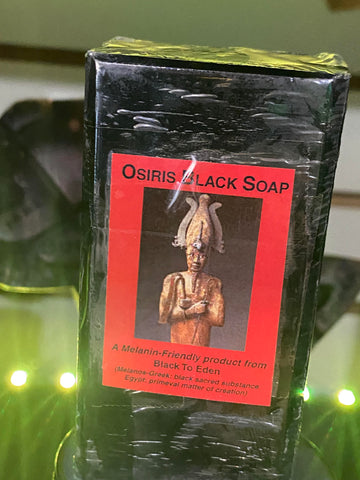 OSIRIS BLACK SOAP
A Melanin-Friendly product from
Black To Eden
(Melanos-Greek: black sacred substance
Egypt: primeval matter of creation)